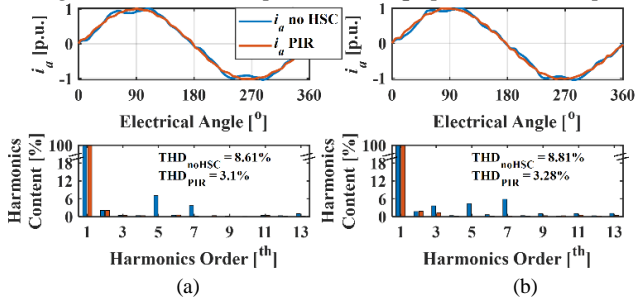 i_a [p.u.]
1
0
-1
0 90 180 270 360
Electrical Angle [°]
i_a no HSC
i_a PIR
i_a [p.u.]
1
0
-1
0 90 180 270 360
Electrical Angle [°]
Harmonics
Content [%]
100
18
12
6
0
THD_noHSC = 8.61%
THD_PIR = 3.1%
1 3 5 7 9 11 13
Harmonics Order [th]
(a)
Harmonics
Content [%]
100
18
12
6
0
THD_noHSC = 8.81%
THD_PIR = 3.28%
1 3 5 7 9 11 13
Harmonics Order [th]
(b)